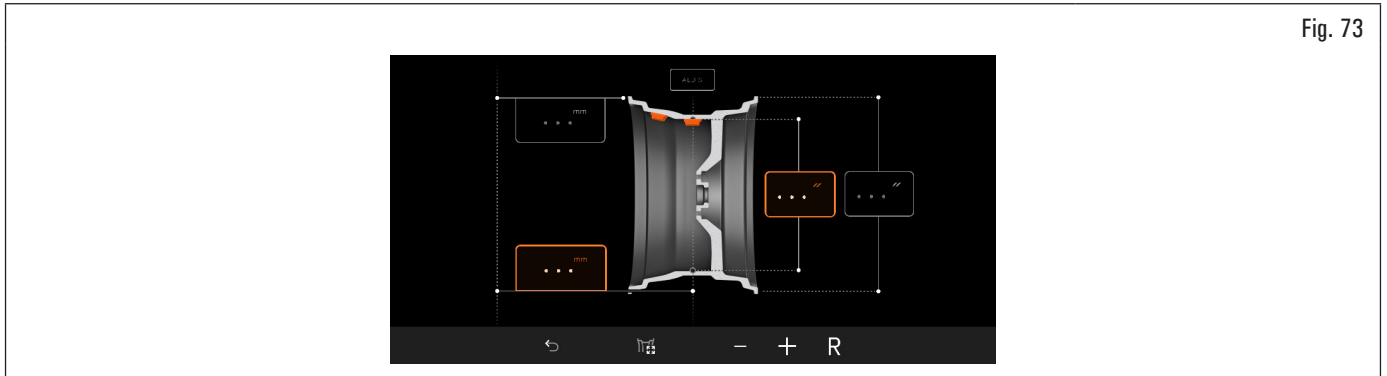 Fig. 73
ALU S
mm
. . . 
″
. . .
″
. . .
mm
. . .
− + R